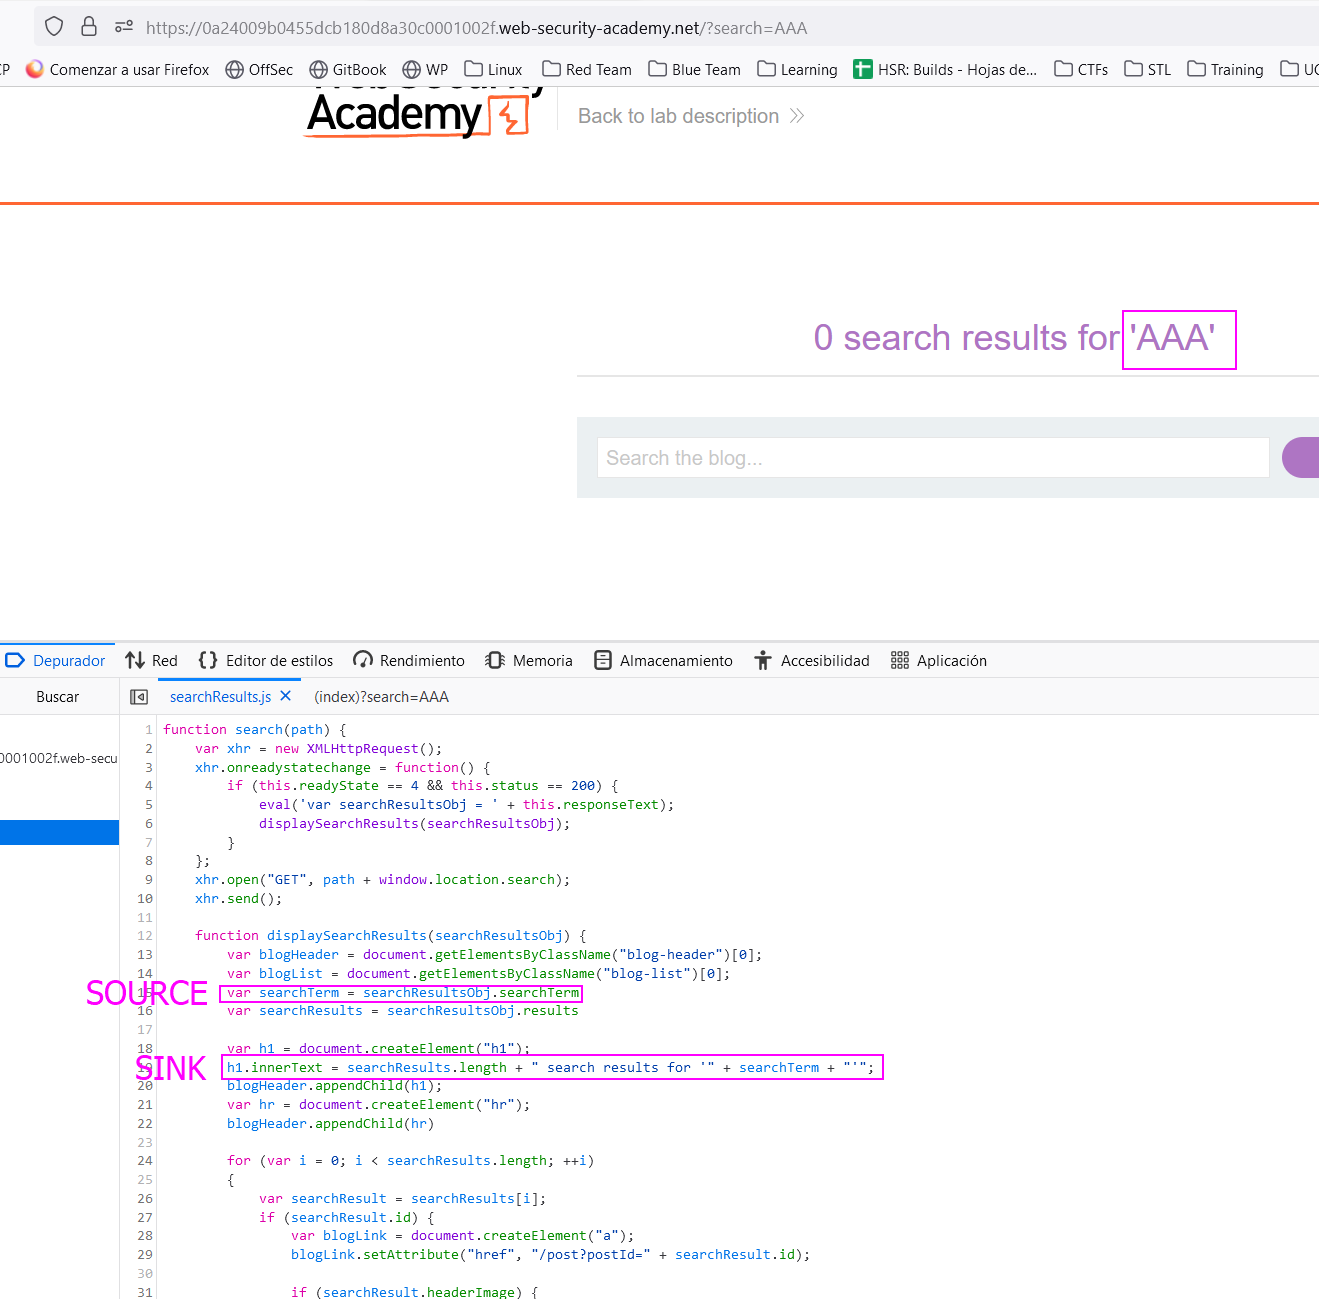 https://0a24009b0455dcb180d8a30c0001002f.web-security-academy.net/?search=AAA
CP Comenzar a usar Firefox OffSec GitBook WP Linux Red Team Blue Team Learning HSR: Builds - Hojas de... CTFs STL Training UC
Web Security
Academy Back to lab description
0 search results for 'AAA'
Search the blog...
Depurador Red Editor de estilos Rendimiento Memoria Almacenamiento Accesibilidad Aplicación
Buscar searchResults.js (index)?search=AAA
0001002f.web-secu
1 function search(path) {
2 var xhr = new XMLHttpRequest();
3 xhr.onreadystatechange = function() {
4 if (this.readyState == 4 && this.status == 200) {
5 eval('var searchResultsObj = ' + this.responseText);
6 displaySearchResults(searchResultsObj);
7 }
8 };
9 xhr.open("GET", path + window.location.search);
10 xhr.send();
11
12 function displaySearchResults(searchResultsObj) {
13 var blogHeader = document.getElementsByClassName("blog-header")[0];
14 var blogList = document.getElementsByClassName("blog-list")[0];
SOURCE 15 var searchTerm = searchResultsObj.searchTerm
16 var searchResults = searchResultsObj.results
17
18 var h1 = document.createElement("h1");
SINK 19 h1.innerText = searchResults.length + " search results for '" + searchTerm + "'";
20 blogHeader.appendChild(h1);
21 var hr = document.createElement("hr");
22 blogHeader.appendChild(hr)
23
24 for (var i = 0; i < searchResults.length; ++i)
25 {
26 var searchResult = searchResults[i];
27 if (searchResult.id) {
28 var blogLink = document.createElement("a");
29 blogLink.setAttribute("href", "/post?postId=" + searchResult.id);
30
31 if (searchResult.headerImage) {